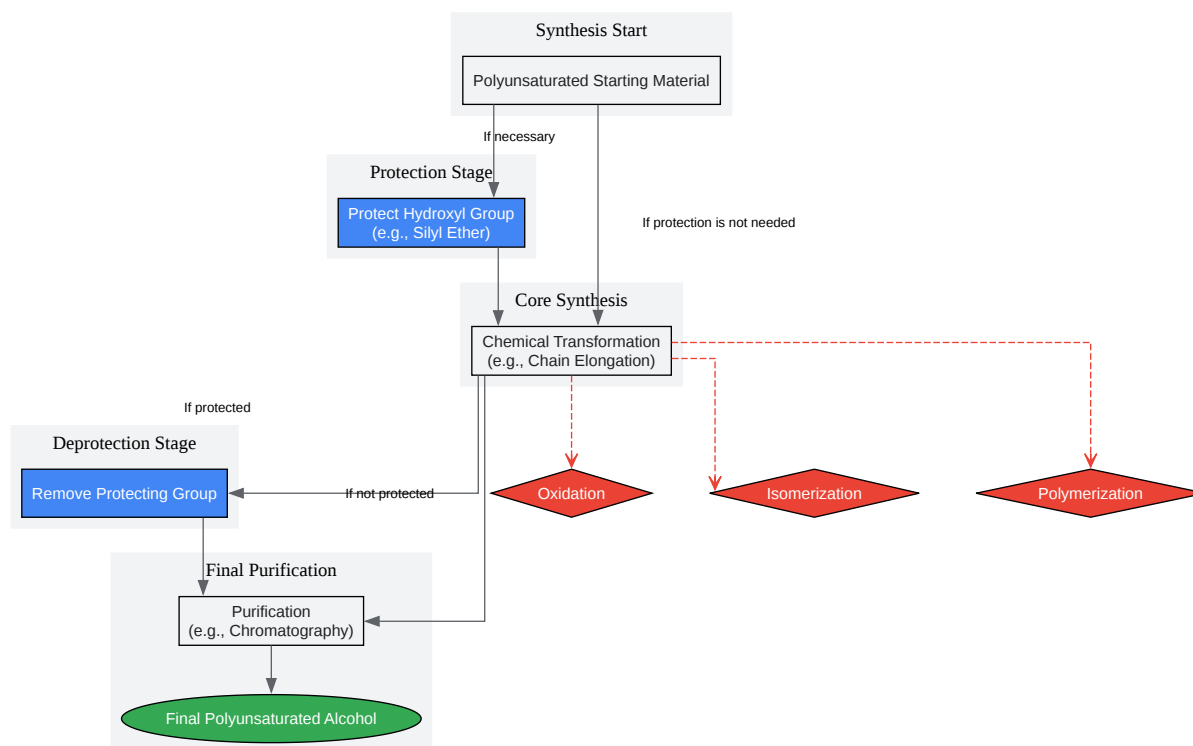 Synthesis Start
Polyunsaturated Starting Material
If necessary
Protection Stage
Protect Hydroxyl Group
(e.g., Silyl Ether)
If protection is not needed
Core Synthesis
Chemical Transformation
(e.g., Chain Elongation)
If protected
Deprotection Stage
Remove Protecting Group
If not protected
Oxidation
Isomerization
Polymerization
Final Purification
Purification
(e.g., Chromatography)
Final Polyunsaturated Alcohol